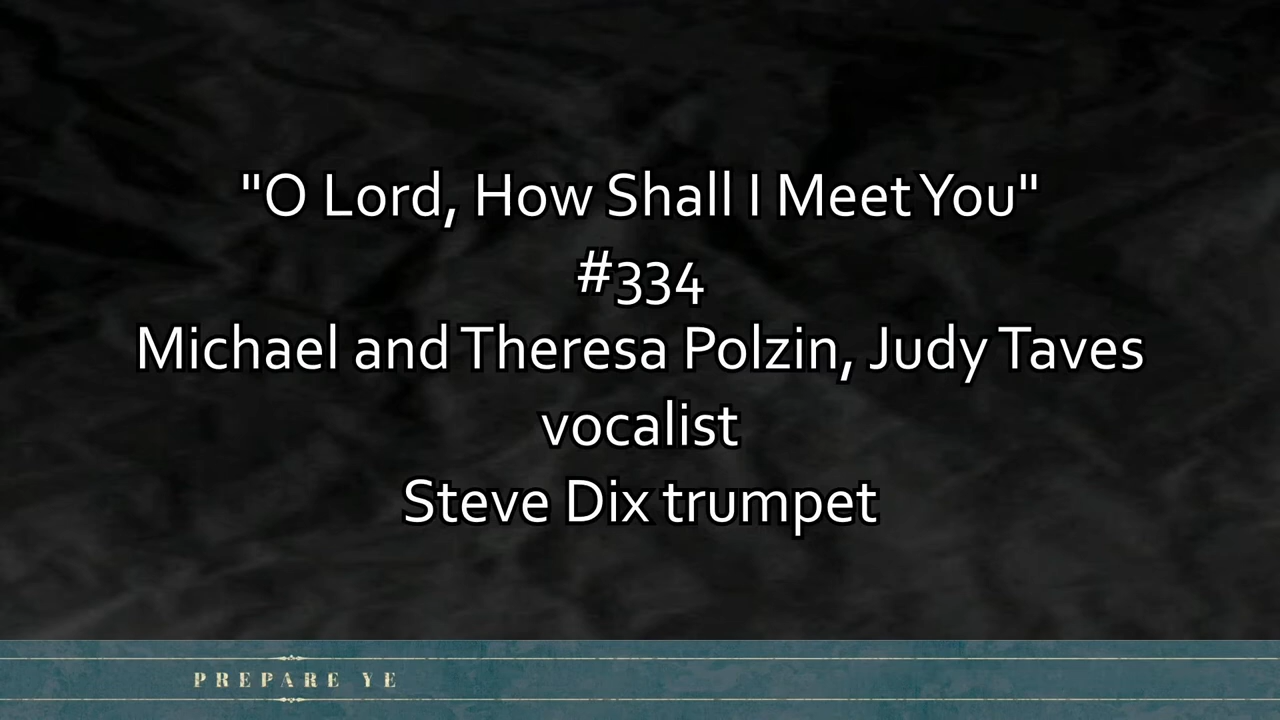 "O Lord, How Shall I Meet You"
#334
Michael and Theresa Polzin, Judy Taves
vocalist
Steve Dix trumpet
PREPARE YE